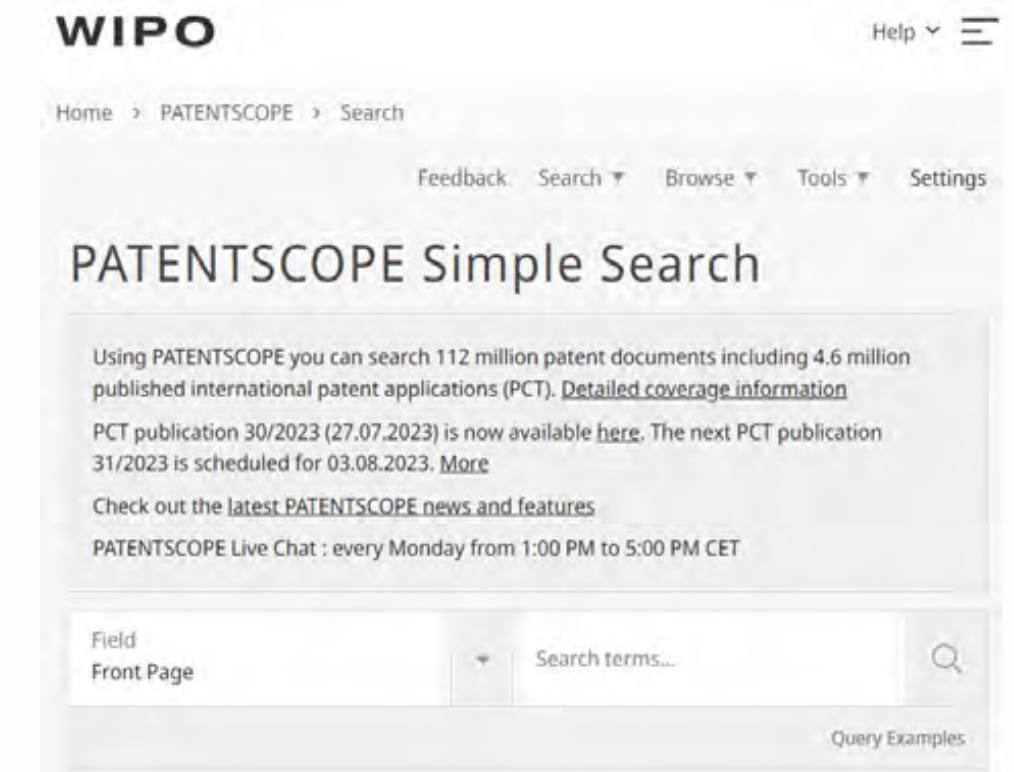 WIPO
Help
Home > PATENTSCOPE > Search
Feedback Search Browse Tools Settings
PATENTSCOPE Simple Search
Using PATENTSCOPE you can search 112 million patent documents including 4.6 million
published international patent applications (PCT). Detailed coverage information
PCT publication 30/2023 (27.07.2023) is now available here. The next PCT publication
31/2023 is scheduled for 03.08.2023. More
Check out the latest PATENTSCOPE news and features
PATENTSCOPE Live Chat : every Monday from 1:00 PM to 5:00 PM CET
Field
Front Page
Search terms...
Query Examples